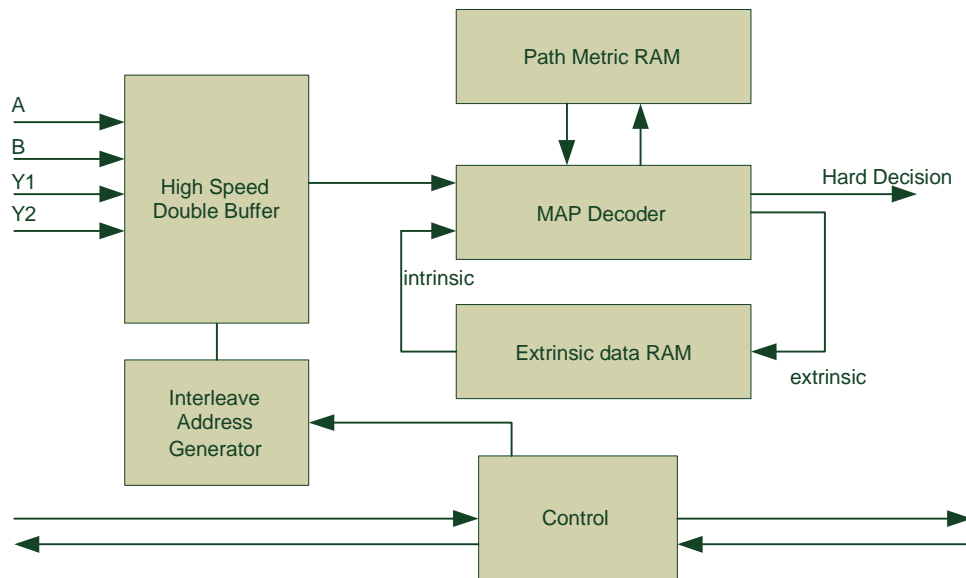 Path Metric RAM
A
B
Y1
Y2
High Speed
Double Buffer
MAP Decoder
Hard Decision
intrinsic
Extrinsic data RAM
extrinsic
Interleave
Address
Generator
Control